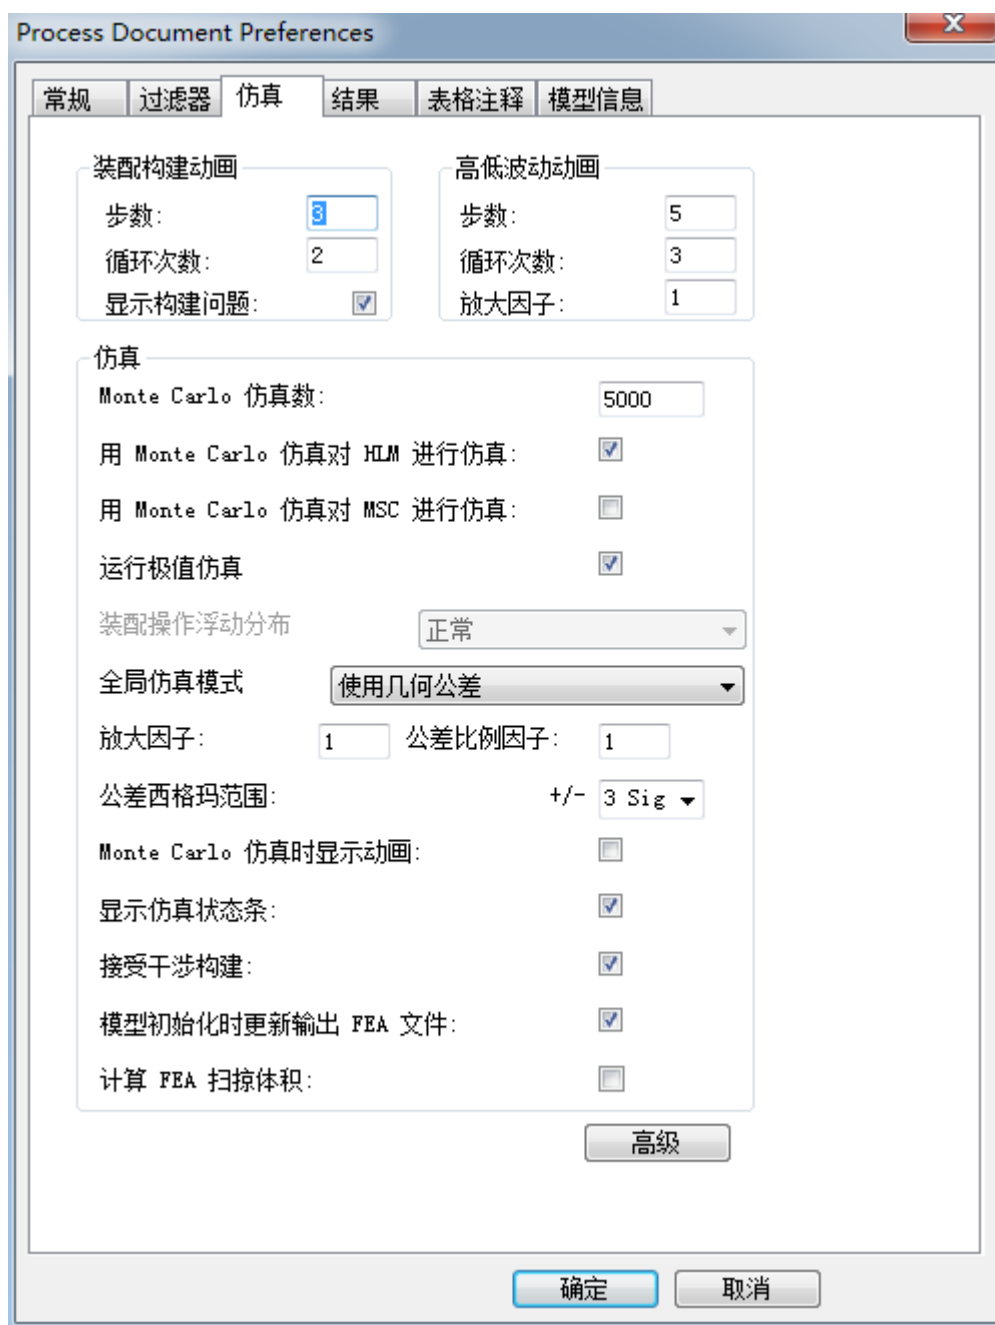 Process Document Preferences
常规 过滤器 仿真 结果 表格注释 模型信息
装配构建动画
步数: 3
循环次数: 2
显示构建问题:
高低波动动画
步数: 5
循环次数: 3
放大因子: 1
仿真
Monte Carlo 仿真数: 5000
用 Monte Carlo 仿真对 HLM 进行仿真:
用 Monte Carlo 仿真对 MSC 进行仿真:
运行极值仿真
装配操作浮动分布 正常
全局仿真模式 使用几何公差
放大因子: 1 公差比例因子: 1
公差西格玛范围: +/- 3 Sig
Monte Carlo 仿真时显示动画:
显示仿真状态条:
接受干涉构建:
模型初始化时更新输出 FEA 文件:
计算 FEA 扫掠体积:
高级
确定 取消